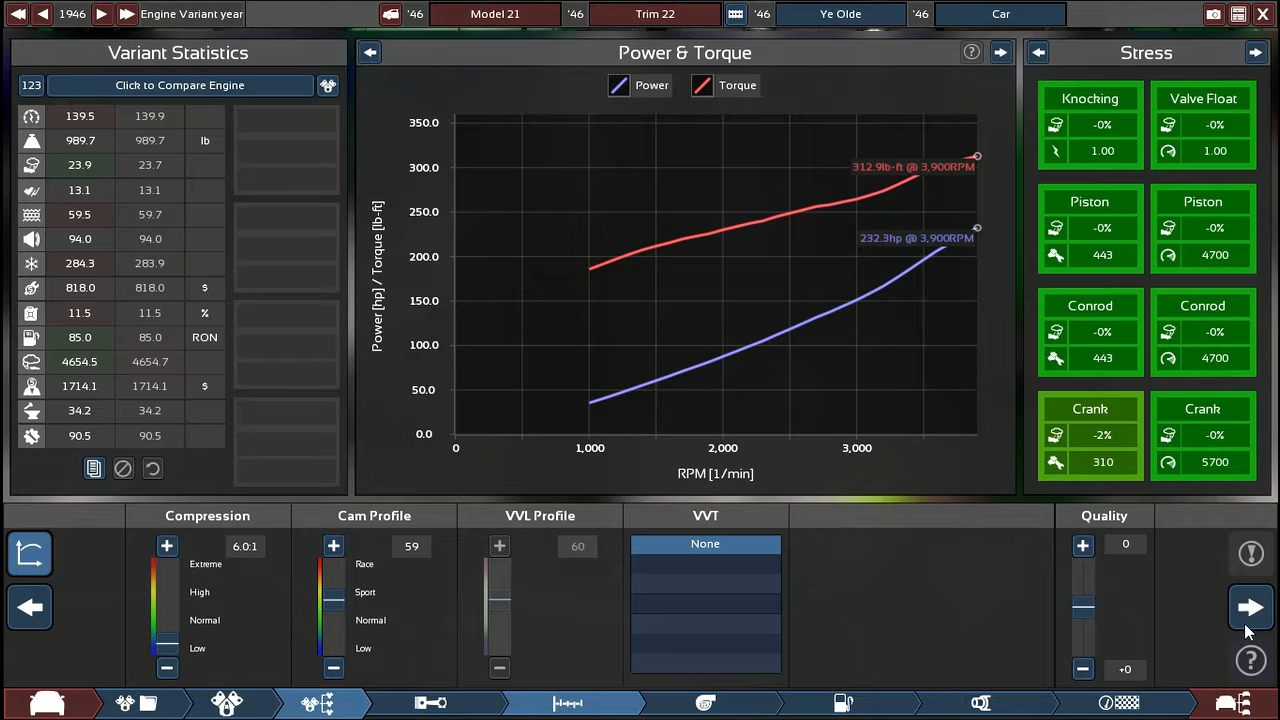 1946 Engine Variant year '46 Model 21 '46 Trim 22 '46 Ye Olde '46 Car
Variant Statistics
123 Click to Compare Engine
139.5 139.9
989.7 989.7 lb
23.9 23.7
13.1 13.1
59.5 59.7
94.0 94.0
284.3 283.9
818.0 818.0 $
11.5 11.5 %
85.0 85.0 RON
4654.5 4654.7
1714.1 1714.1 $
34.2 34.2
90.5 90.5
Power & Torque
?
Power Torque
350.0
300.0
250.0
200.0
150.0
100.0
50.0
0.0
Power [hp] / Torque [lb-ft]
312.9lb-ft @ 3,900RPM
232.3hp @ 3,900RPM
0 1,000 2,000 3,000
RPM [1/min]
Stress
Knocking Valve Float
-0% -0%
1.00 1.00
Piston Piston
-0% -0%
443 4700
Conrod Conrod
-0% -0%
443 4700
Crank Crank
-2% -0%
310 5700
Compression
6.0:1
Extreme
High
Normal
Low
Cam Profile
59
Race
Sport
Normal
Low
VVL Profile
60
VVT
None
Quality
0
+0
!
?